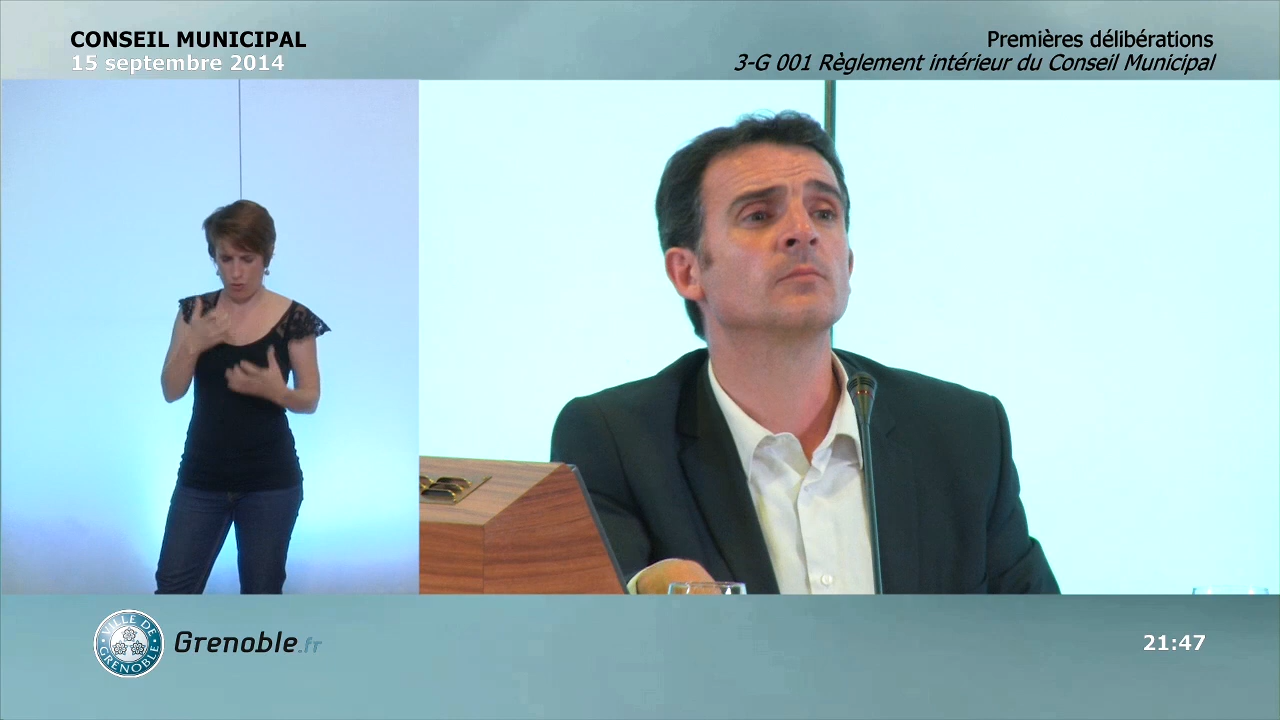 CONSEIL MUNICIPAL
15 septembre 2014
Premières délibérations
3-G 001 Règlement intérieur du Conseil Municipal
VILLE DE
GRENOBLE
Grenoble.fr
21:47